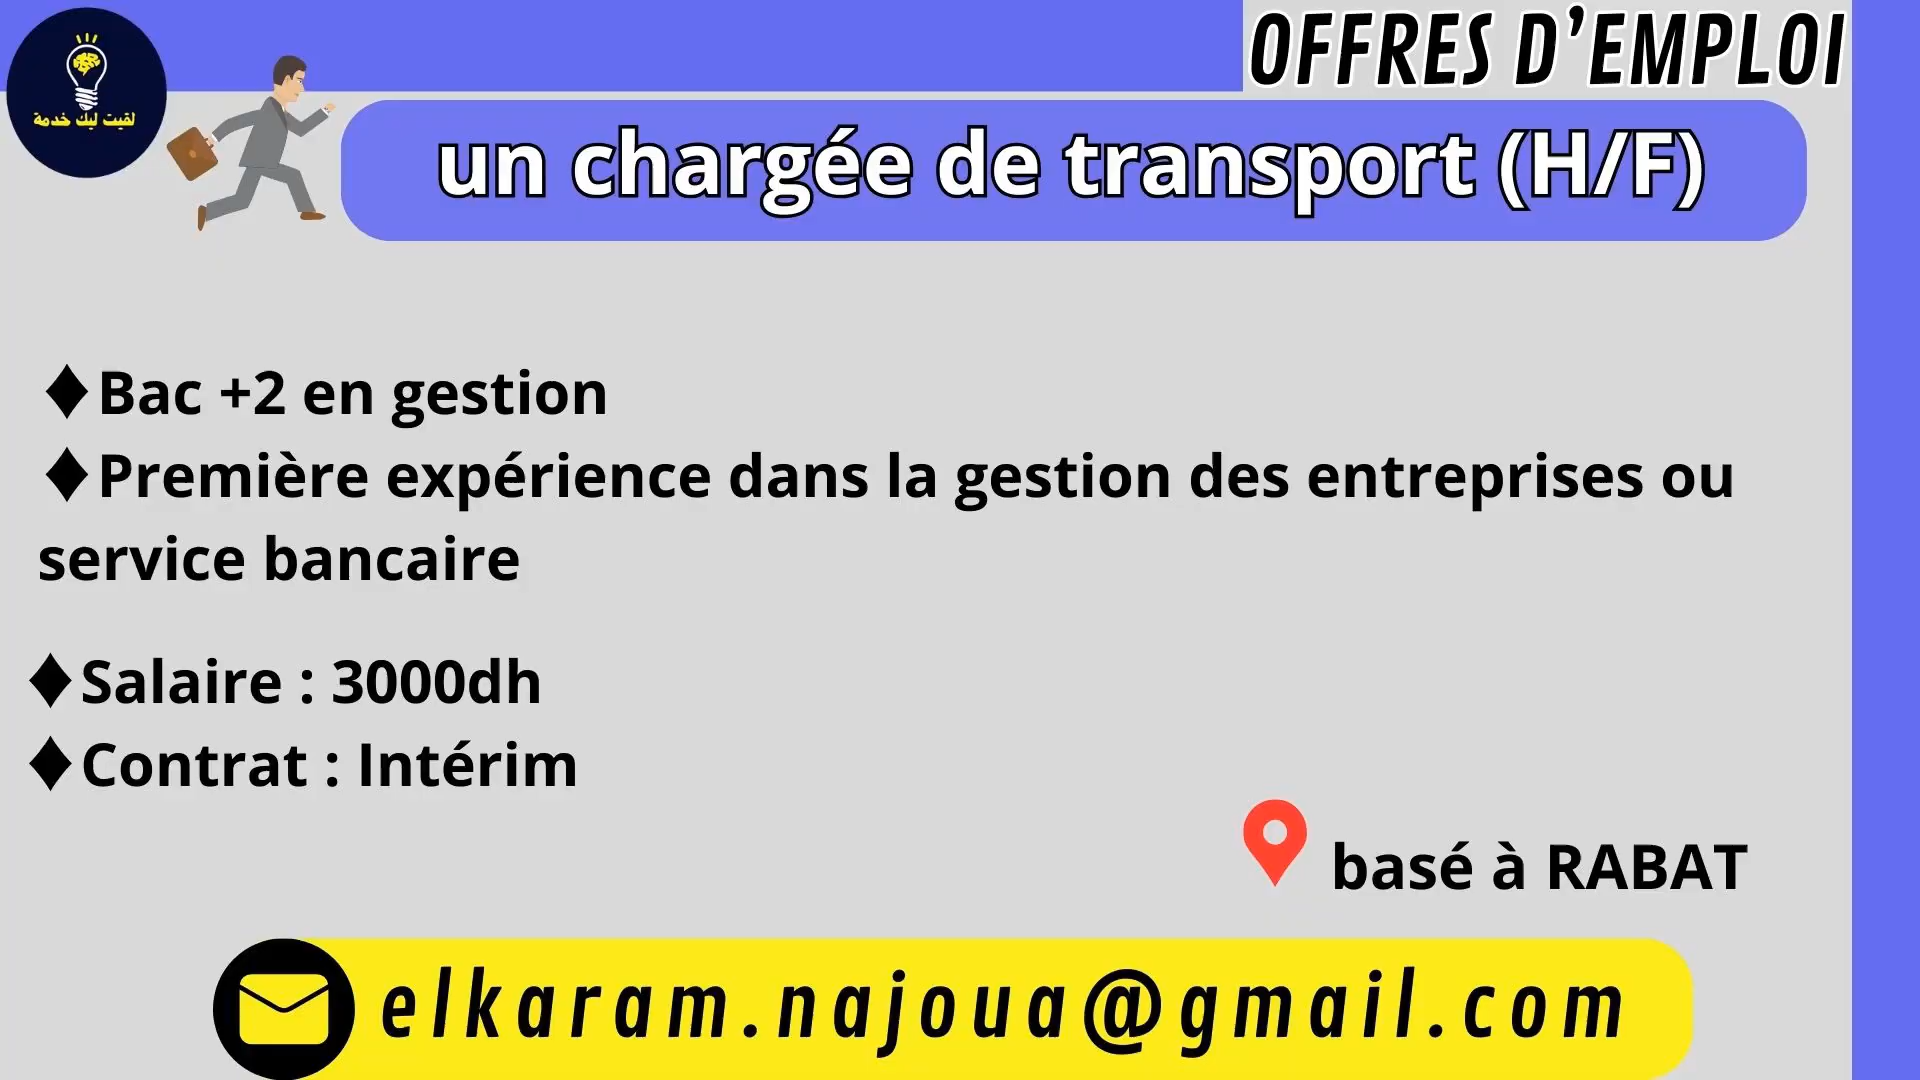 OFFRES D’EMPLOI
لقيت ليك خدمة
un chargée de transport (H/F)
♦Bac +2 en gestion
♦Première expérience dans la gestion des entreprises ou
service bancaire
♦Salaire : 3000dh
♦Contrat : Intérim
basé à RABAT
elkaram.najoua@gmail.com